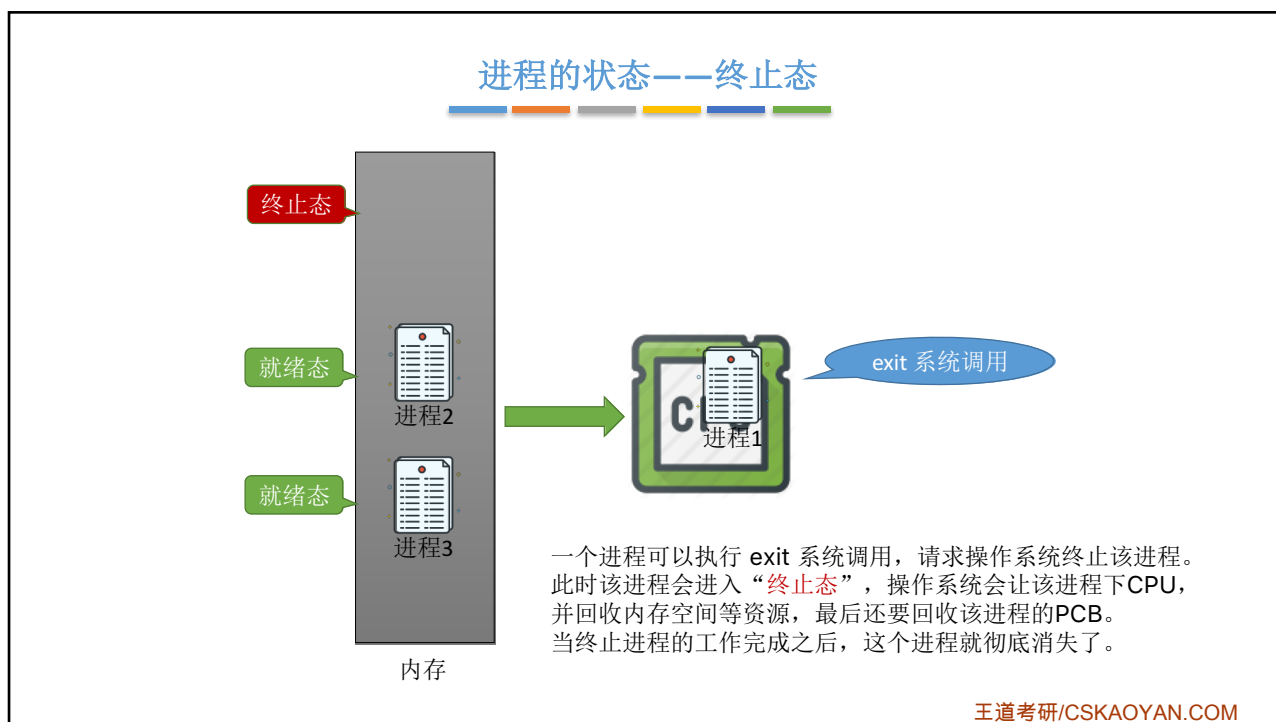 进程的状态——终止态
终止态
就绪态
进程2
exit 系统调用
CPU
进程1
就绪态
进程3
一个进程可以执行 exit 系统调用，请求操作系统终止该进程。
此时该进程会进入“终止态”，操作系统会让该进程下CPU，
并回收内存空间等资源，最后还要回收该进程的PCB。
当终止进程的工作完成之后，这个进程就彻底消失了。
内存
王道考研/CSKAOYAN.COM